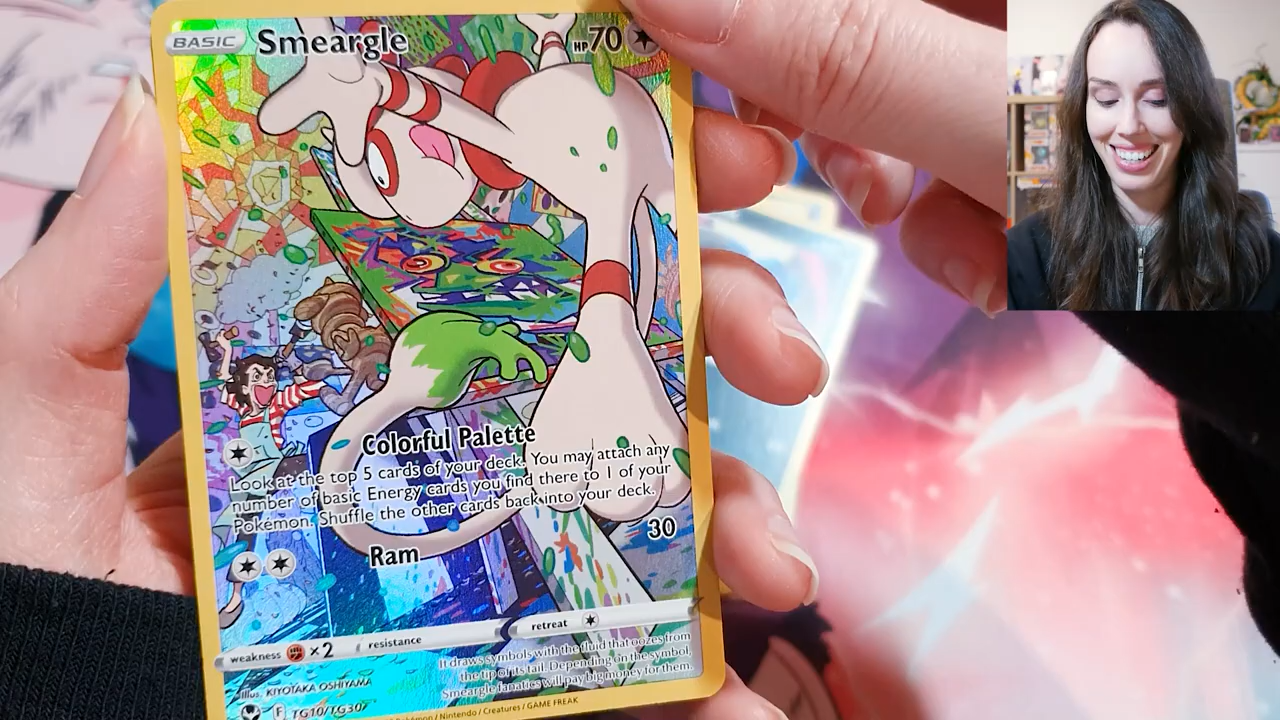 BASIC Smeargle HP70
Colorful Palette
Look at the top 5 cards of your deck. You may attach any
number of basic Energy cards you find there to 1 of your
Pokémon. Shuffle the other cards back into your deck.
Ram 30
weakness ×2 resistance retreat
It draws symbols with the fluid that oozes from
the tip of its tail. Depending on the symbol,
Smeargle fanatics will pay big money for them.
Illus. KIYOTAKA OSHIYAMA
F TG10/TG30
Pokémon / Nintendo / Creatures / GAME FREAK